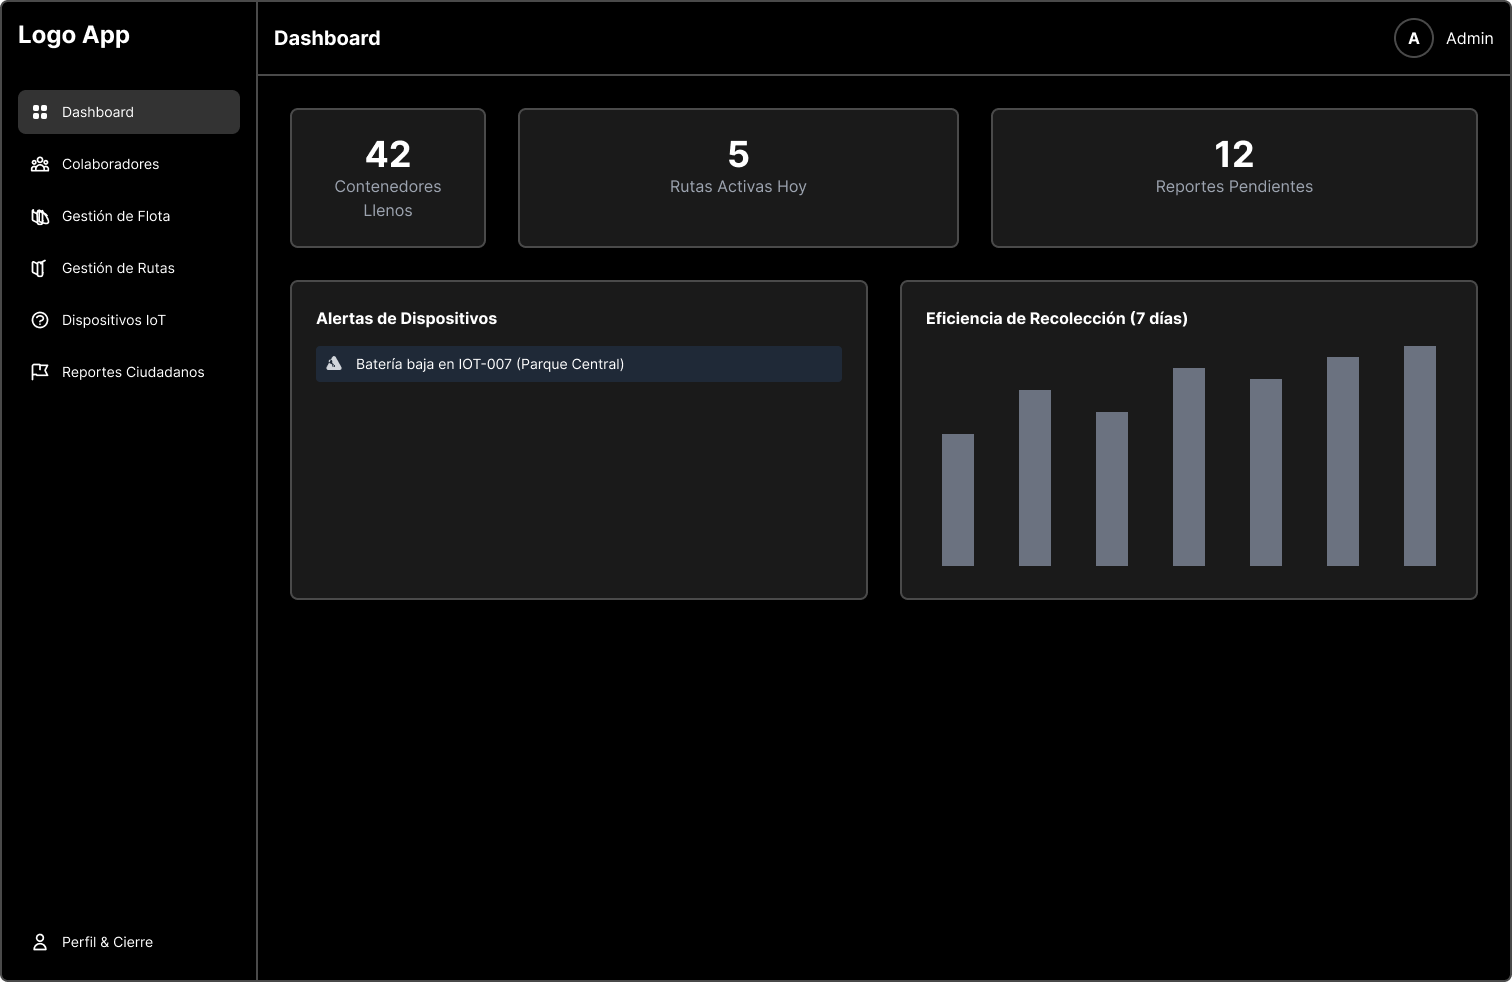 Logo App
Dashboard
Colaboradores
Gestión de Flota
Gestión de Rutas
Dispositivos IoT
Reportes Ciudadanos
Perfil & Cierre
Dashboard
A
Admin
42
Contenedores
Llenos
5
Rutas Activas Hoy
12
Reportes Pendientes
Alertas de Dispositivos
Batería baja en IOT-007 (Parque Central)
Eficiencia de Recolección (7 días)